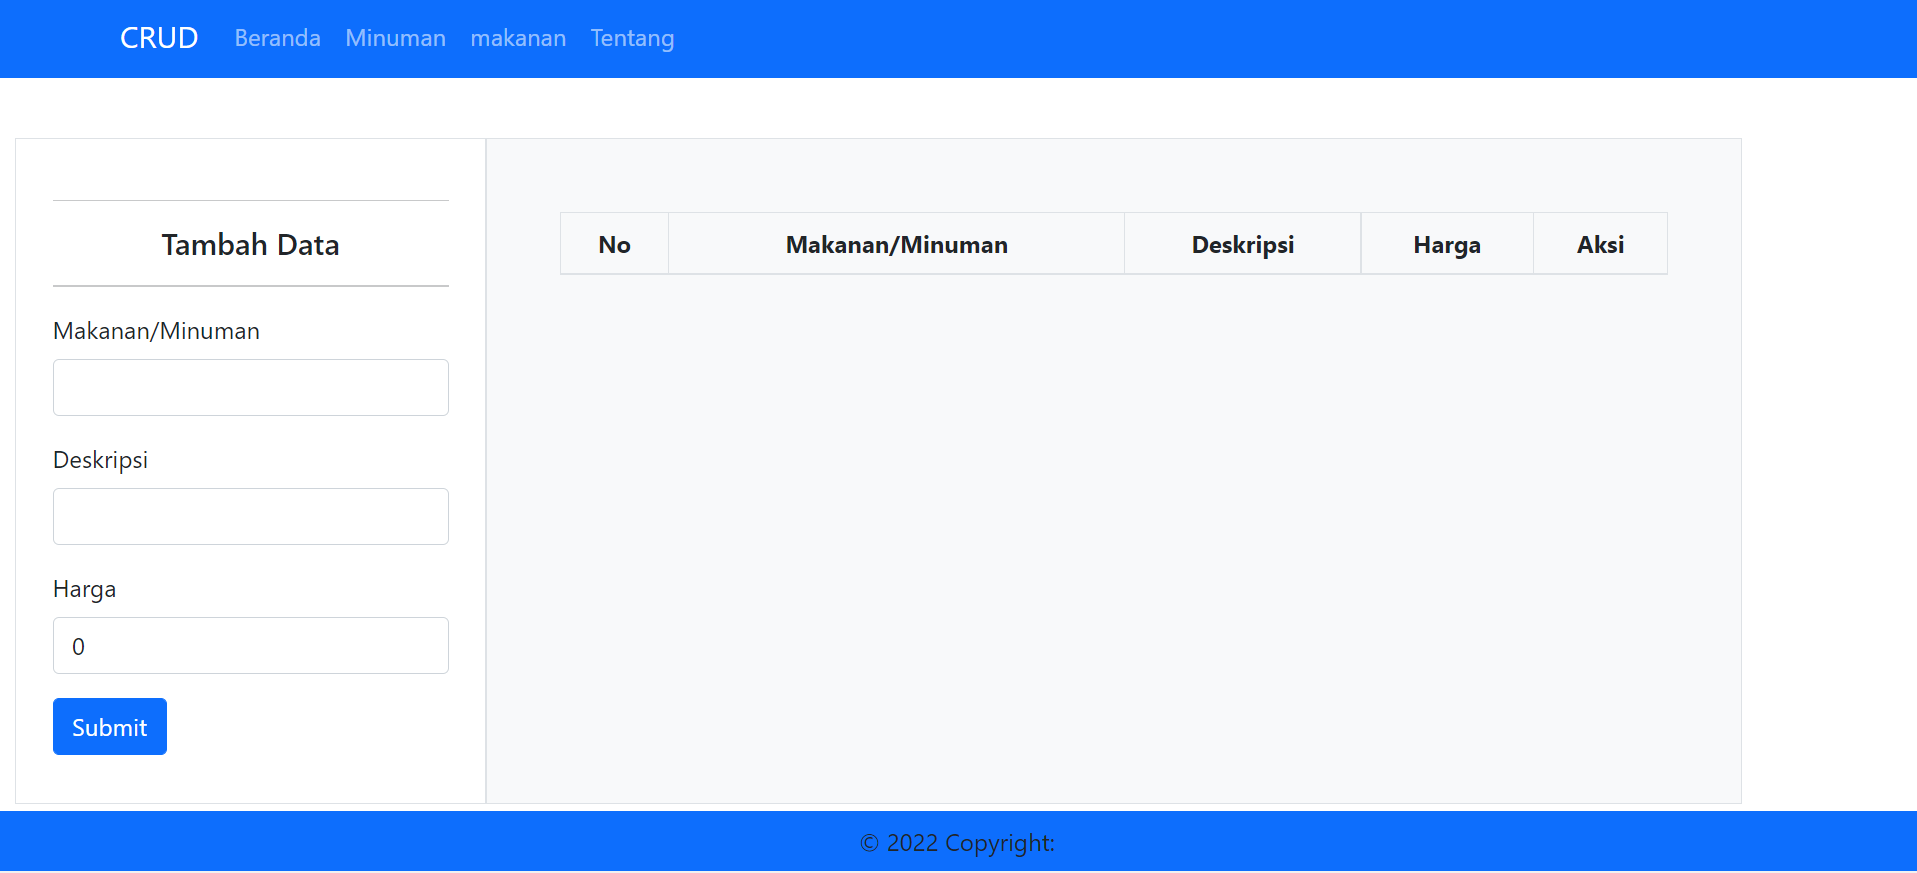 CRUD Beranda Minuman makanan Tentang
Tambah Data
Makanan/Minuman
Deskripsi
Harga
0
Submit
No Makanan/Minuman Deskripsi Harga Aksi
© 2022 Copyright: